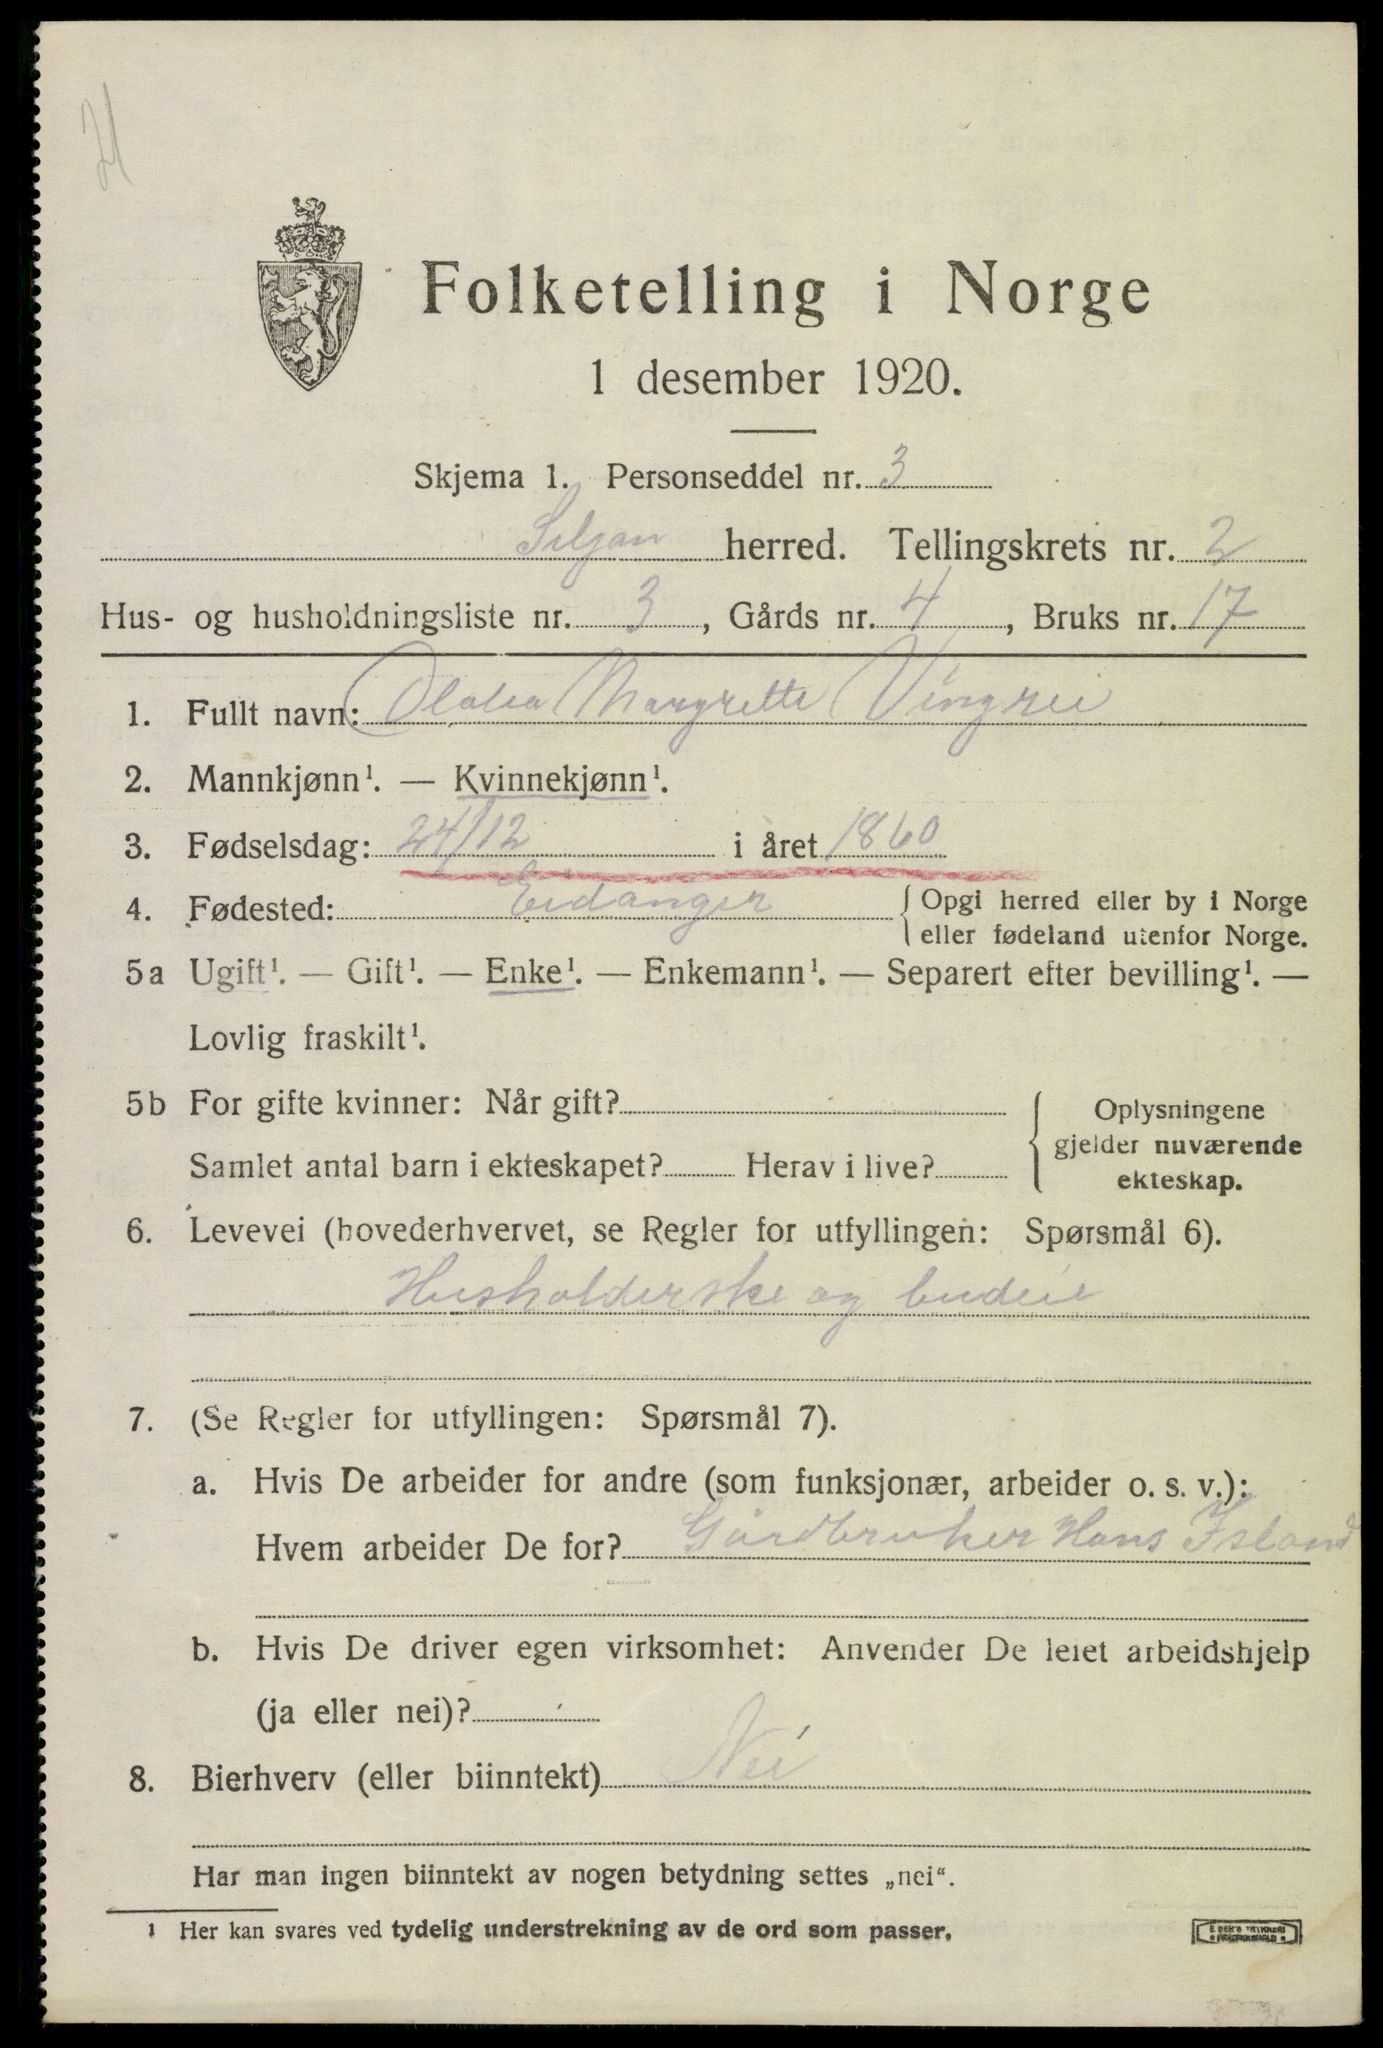 Folketelling i Norge
1 desember 1920.
Skjema 1. Personseddel nr. 3
Siljan herred. Tellingskrets nr. 2
Hus- og husholdningsliste nr. 3, Gårds nr. 4, Bruks nr. 17
1. Fullt navn: Olalia Margrette Vingrei
2. Mannkjønn¹. — Kvinnekjønn¹.
3. Fødselsdag: 24/12 i året 1860
4. Fødested: Eidanger { Opgi herred eller by i Norge
eller fødeland utenfor Norge.
5a Ugift¹. — Gift¹. — Enke¹. — Enkemann¹. — Separert efter bevilling¹. —
Lovlig fraskilt¹.
5b For gifte kvinner: Når gift?
Samlet antal barn i ekteskapet? Herav i live?
Oplysningene
gjelder nuværende
ekteskap.
6. Levevei (hovederhvervet, se Regler for utfyllingen: Spørsmål 6).
Husholderske og budeie
7. (Se Regler for utfyllingen: Spørsmål 7).
a. Hvis De arbeider for andre (som funksjonær, arbeider o. s. v.):
Hvem arbeider De for? Gårdbruker Hans Island
b. Hvis De driver egen virksomhet: Anvender De leiet arbeidshjelp
(ja eller nei)?
8. Bierhverv (eller biinntekt) Nei
Har man ingen biinntekt av nogen betydning settes „nei“.
¹ Her kan svares ved tydelig understrekning av de ord som passer.